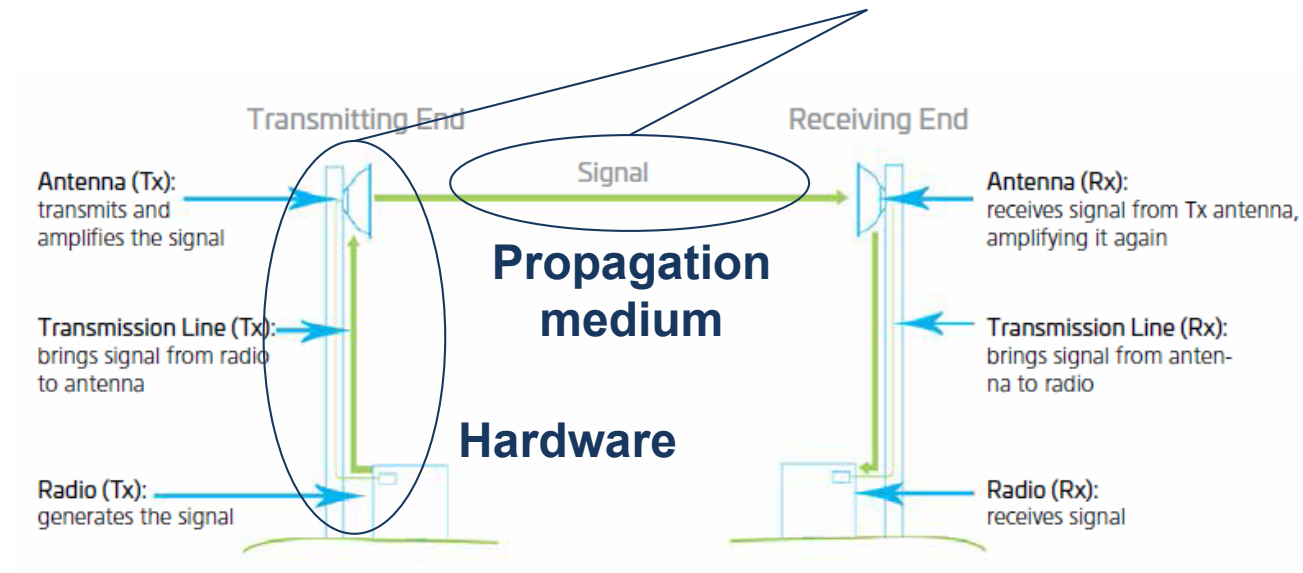 Transmitting End
Receiving End
Signal
Antenna (Tx):
transmits and
amplifies the signal
Antenna (Rx):
receives signal from Tx antenna,
amplifying it again
Propagation
medium
Transmission Line (Tx):
brings signal from radio
to antenna
Transmission Line (Rx):
brings signal from anten-
na to radio
Hardware
Radio (Tx):
generates the signal
Radio (Rx):
receives signal